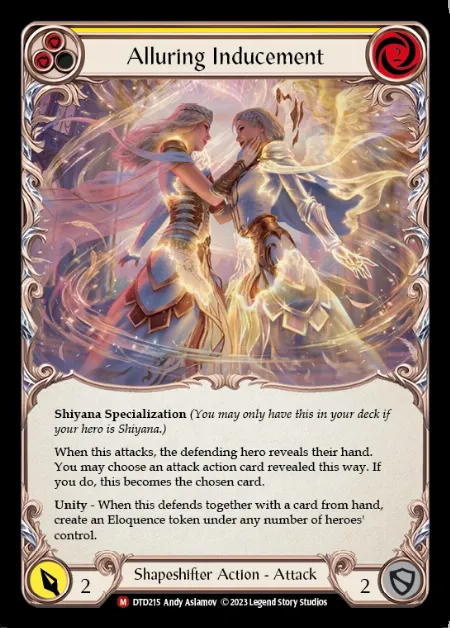 Alluring Inducement
2
Shiyana Specialization (You may only have this in your deck if
your hero is Shiyana.)
When this attacks, the defending hero reveals their hand.
You may choose an attack action card revealed this way. If
you do, this becomes the chosen card.
Unity - When this defends together with a card from hand,
create an Eloquence token under any number of heroes'
control.
2 Shapeshifter Action - Attack 2
M DTD215 Andy Aslamov © 2023 Legend Story Studios